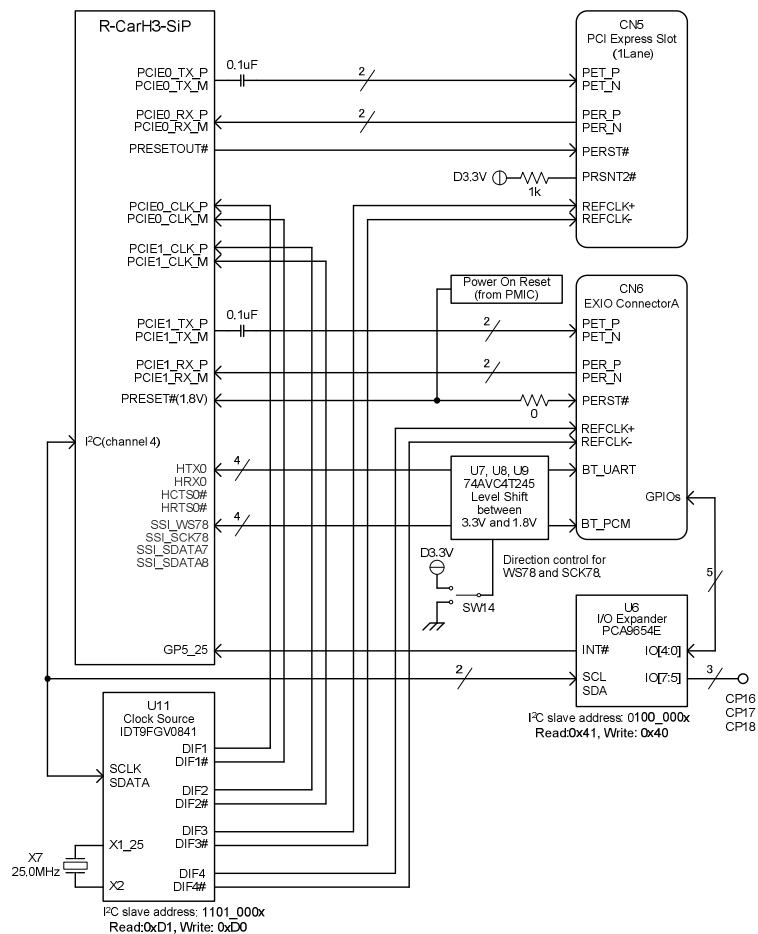 R-CarH3-SiP
CN5
PCI Express Slot
(1Lane)
PCIE0_TX_P
PCIE0_TX_M
0.1uF
2
PET_P
PET_N
PCIE0_RX_P
PCIE0_RX_M
2
PER_P
PER_N
PRESETOUT#
PERST#
D3.3V
1k
PRSNT2#
PCIE0_CLK_P
PCIE0_CLK_M
REFCLK+
REFCLK-
PCIE1_CLK_P
PCIE1_CLK_M
Power On Reset
(from PMIC)
CN6
EXIO ConnectorA
PCIE1_TX_P
PCIE1_TX_M
0.1uF
2
PET_P
PET_N
PCIE1_RX_P
PCIE1_RX_M
2
PER_P
PER_N
PRESET#(1.8V)
0
PERST#
REFCLK+
REFCLK-
I²C(channel 4)
HTX0
HRX0
HCTS0#
HRTS0#
4
U7, U8, U9
74AVC4T245
Level Shift
between
3.3V and 1.8V
BT_UART
GPIOs
SSI_WS78
SSI_SCK78
SSI_SDATA7
SSI_SDATA8
4
BT_PCM
D3.3V
SW14
Direction control for
WS78 and SCK78.
5
U6
I/O Expander
PCA9654E
GP5_25
INT#
IO[4:0]
2
SCL
SDA
IO[7:5]
3
CP16
CP17
CP18
I²C slave address: 0100_000x
Read:0x41, Write: 0x40
U11
Clock Source
IDT9FGV0841
DIF1
DIF1#
SCLK
SDATA
DIF2
DIF2#
DIF3
DIF3#
X1_25
X7
25.0MHz
X2
DIF4
DIF4#
I²C slave address: 1101_000x
Read:0xD1, Write: 0xD0